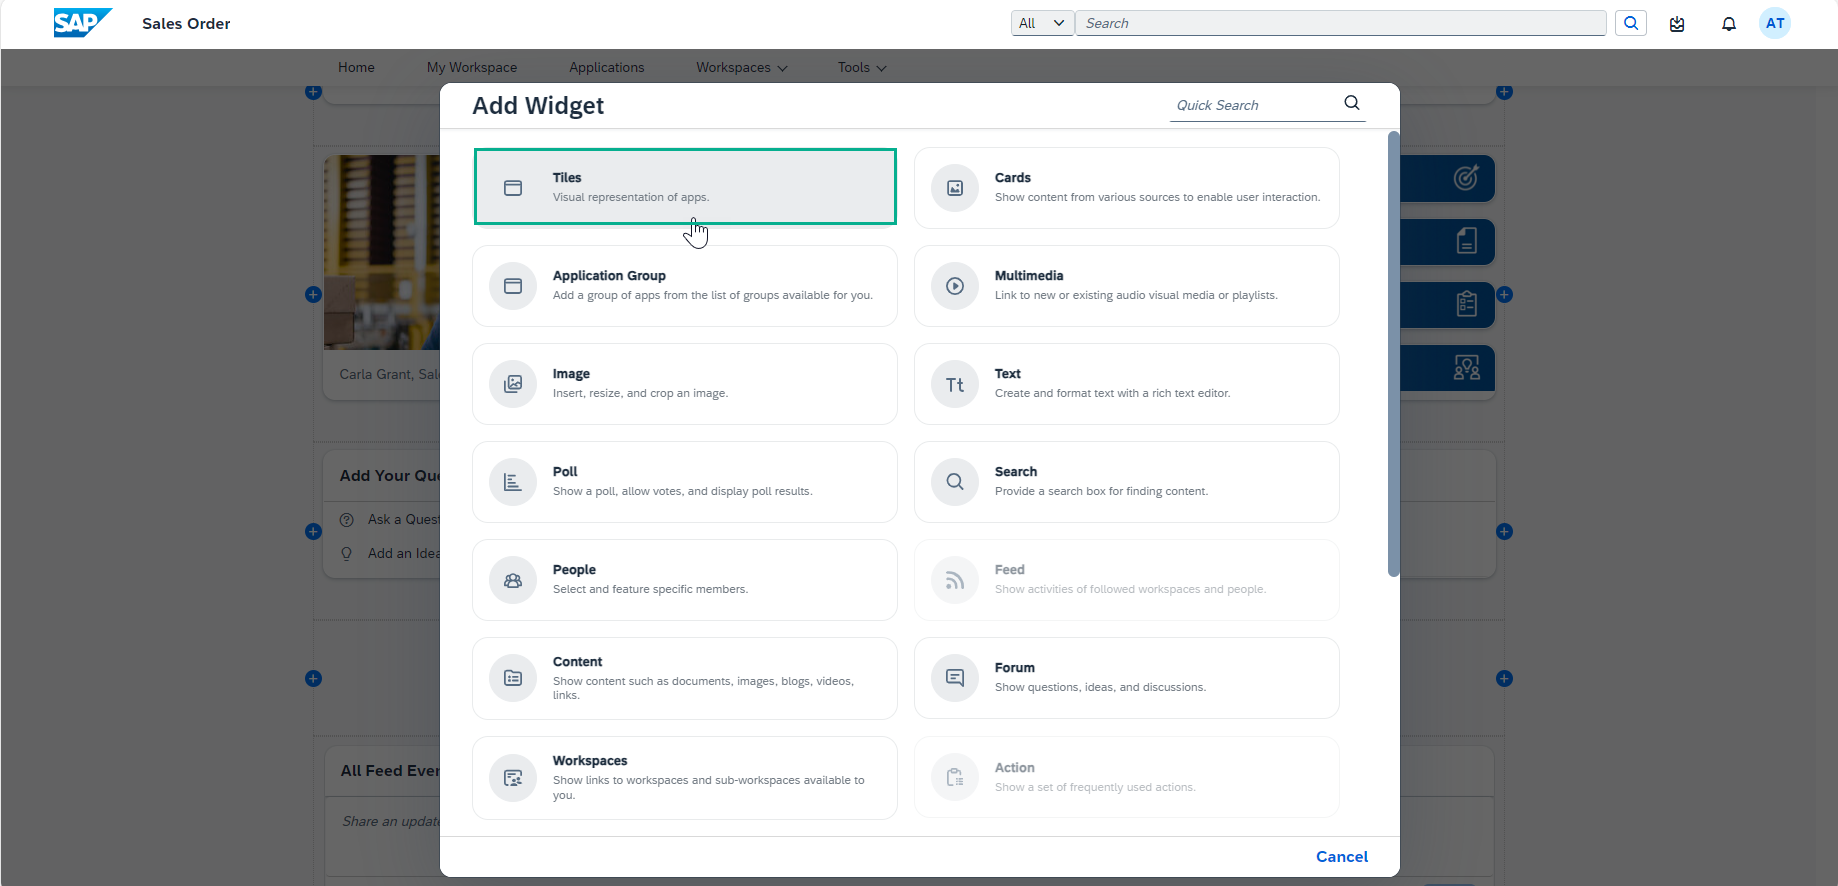 SAP
Sales Order
All
Search
AT
Home
My Workspace
Applications
Workspaces
Tools
Add Widget
Quick Search
Tiles
Visual representation of apps.
Cards
Show content from various sources to enable user interaction.
Application Group
Add a group of apps from the list of groups available for you.
Multimedia
Link to new or existing audio visual media or playlists.
Image
Insert, resize, and crop an image.
Tt
Text
Create and format text with a rich text editor.
Poll
Show a poll, allow votes, and display poll results.
Search
Provide a search box for finding content.
People
Select and feature specific members.
Feed
Show activities of followed workspaces and people.
Content
Show content such as documents, images, blogs, videos,
links.
Forum
Show questions, ideas, and discussions.
Workspaces
Show links to workspaces and sub-workspaces available to
you.
Action
Show a set of frequently used actions.
Cancel
Carla Grant, Sal
Add Your Que
Ask a Quest
Add an Idea
All Feed Ever
Share an update